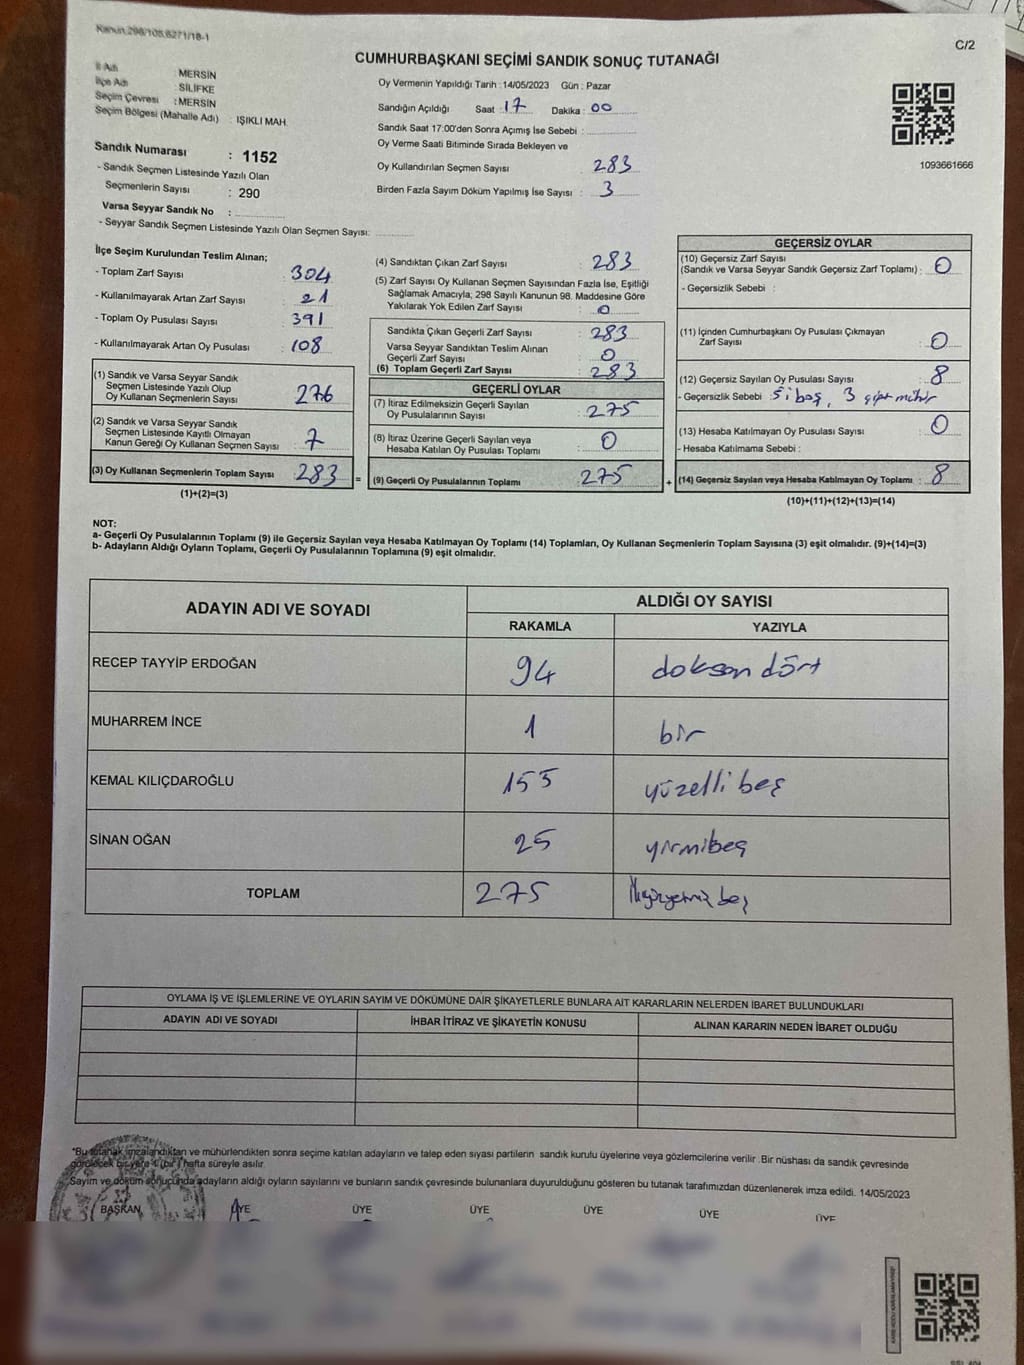 Kanun,298/105,6271/18-1
C/2
CUMHURBAŞKANI SEÇİMİ SANDIK SONUÇ TUTANAĞI
İl Adı : MERSİN
İlçe Adı : SİLİFKE
Seçim Çevresi : MERSİN
Seçim Bölgesi (Mahalle Adı) : IŞIKLI MAH.
Sandık Numarası : 1152
- Sandık Seçmen Listesinde Yazılı Olan
Seçmenlerin Sayısı : 290
Varsa Seyyar Sandık No :
- Seyyar Sandık Seçmen Listesinde Yazılı Olan Seçmen Sayısı:
Oy Vermenin Yapıldığı Tarih : 14/05/2023 Gün : Pazar
Sandığın Açıldığı Saat : 17 Dakika : 00
Sandık Saat 17:00'den Sonra Açımış İse Sebebi :
Oy Verme Saati Bitiminde Sırada Bekleyen ve
Oy Kullandırılan Seçmen Sayısı : 283
Birden Fazla Sayım Döküm Yapılmış İse Sayısı : 3
1093661666
İlçe Seçim Kurulundan Teslim Alınan;
- Toplam Zarf Sayısı : 304
- Kullanılmayarak Artan Zarf Sayısı : 21
- Toplam Oy Pusulası Sayısı : 391
- Kullanılmayarak Artan Oy Pusulası : 108
(1) Sandık ve Varsa Seyyar Sandık
Seçmen Listesinde Yazılı Olup
Oy Kullanan Seçmenlerin Sayısı : 276
(2) Sandık ve Varsa Seyyar Sandık
Seçmen Listesinde Kayıtlı Olmayan
Kanun Gereği Oy Kullanan Seçmen Sayısı : 7
(3) Oy Kullanan Seçmenlerin Toplam Sayısı : 283 =
(1)+(2)=(3)
(4) Sandıktan Çıkan Zarf Sayısı : 283
(5) Zarf Sayısı Oy Kullanan Seçmen Sayısından Fazla İse, Eşitliği
Sağlamak Amacıyla; 298 Sayılı Kanunun 98. Maddesine Göre
Yakılarak Yok Edilen Zarf Sayısı : 0
Sandıkta Çıkan Geçerli Zarf Sayısı : 283
Varsa Seyyar Sandıktan Teslim Alınan
Geçerli Zarf Sayısı : 0
(6) Toplam Geçerli Zarf Sayısı : 283
GEÇERLİ OYLAR
(7) İtiraz Edilmeksizin Geçerli Sayılan
Oy Pusulalarının Sayısı : 275
(8) İtiraz Üzerine Geçerli Sayılan veya
Hesaba Katılan Oy Pusulası Toplamı : 0
(9) Geçerli Oy Pusulalarının Toplamı : 275 +
GEÇERSİZ OYLAR
(10) Geçersiz Zarf Sayısı
(Sandık ve Varsa Seyyar Sandık Geçersiz Zarf Toplamı) : 0
- Geçersizlik Sebebi :
(11) İçinden Cumhurbaşkanı Oy Pusulası Çıkmayan
Zarf Sayısı : 0
(12) Geçersiz Sayılan Oy Pusulası Sayısı : 8
- Geçersizlik Sebebi : 5 i boş, 3 çift mühür
(13) Hesaba Katılmayan Oy Pusulası Sayısı : 0
- Hesaba Katılmama Sebebi :
(14) Geçersiz Sayılan veya Hesaba Katılmayan Oy Toplamı : 8
(10)+(11)+(12)+(13)=(14)
NOT:
a- Geçerli Oy Pusulalarının Toplamı (9) ile Geçersiz Sayılan veya Hesaba Katılmayan Oy Toplamı (14) Toplamları, Oy Kullanan Seçmenlerin Toplam Sayısına (3) eşit olmalıdır. (9)+(14)=(3)
b- Adayların Aldığı Oyların Toplamı, Geçerli Oy Pusulalarının Toplamına (9) eşit olmalıdır.
ADAYIN ADI VE SOYADI
ALDIĞI OY SAYISI
RAKAMLA YAZIYLA
RECEP TAYYİP ERDOĞAN 94 doksan dört
MUHARREM İNCE 1 bir
KEMAL KILIÇDAROĞLU 155 yüzelli beş
SİNAN OĞAN 25 yirmibeş
TOPLAM 275 İkiyüzyetmiş beş
OYLAMA İŞ VE İŞLEMLERİNE VE OYLARIN SAYIM VE DÖKÜMÜNE DAİR ŞİKAYETLERLE BUNLARA AİT KARARLARIN NELERDEN İBARET BULUNDUKLARI
ADAYIN ADI VE SOYADI İHBAR İTİRAZ VE ŞİKAYETİN KONUSU ALINAN KARARIN NEDEN İBARET OLDUĞU
"Bu tutanak imzalandıktan ve mühürlendikten sonra seçime katılan adayların ve talep eden siyasi partilerin sandık kurulu üyelerine veya gözlemcilerine verilir .Bir nüshası da sandık çevresinde
görülecek bir yere 1 (bir) hafta süreyle asılır.
Sayım ve döküm sonucunda adayların aldığı oyların sayılarını ve bunların sandık çevresinde bulunanlara duyurulduğunu gösteren bu tutanak tarafımızdan düzenlenerek imza edildi. 14/05/2023
BAŞKAN ÜYE ÜYE ÜYE ÜYE ÜYE ÜYE